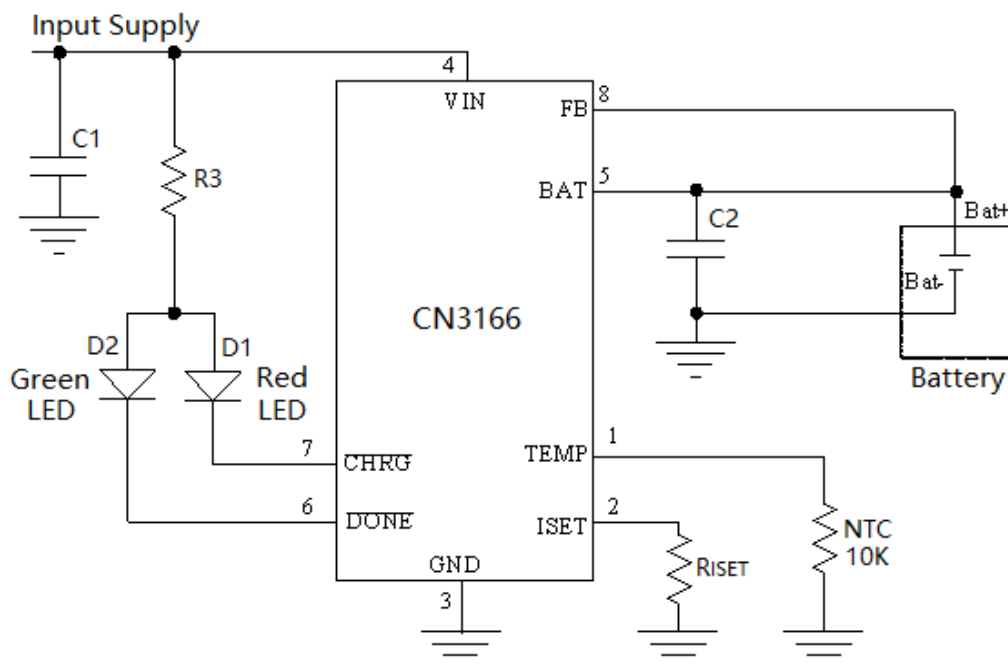 Input Supply
4
VIN
8
FB
C1
R3
5
BAT
C2
Bat+
Bat-
CN3166
D2
D1
Green
LED
Red
LED
Battery
7
CHRG
TEMP
1
6
DONE
ISET
2
NTC
10K
RISET
GND
3